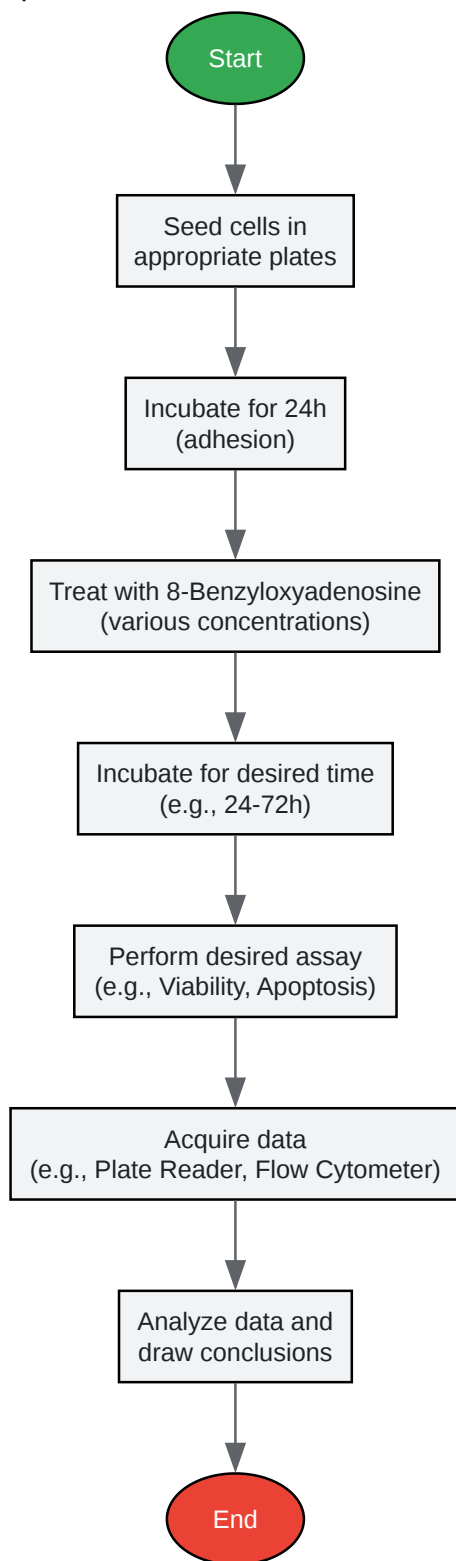 Start
Seed cells in
appropriate plates
Incubate for 24h
(adhesion)
Treat with 8-Benzyloxyadenosine
(various concentrations)
Incubate for desired time
(e.g., 24-72h)
Perform desired assay
(e.g., Viability, Apoptosis)
Acquire data
(e.g., Plate Reader, Flow Cytometer)
Analyze data and
draw conclusions
End